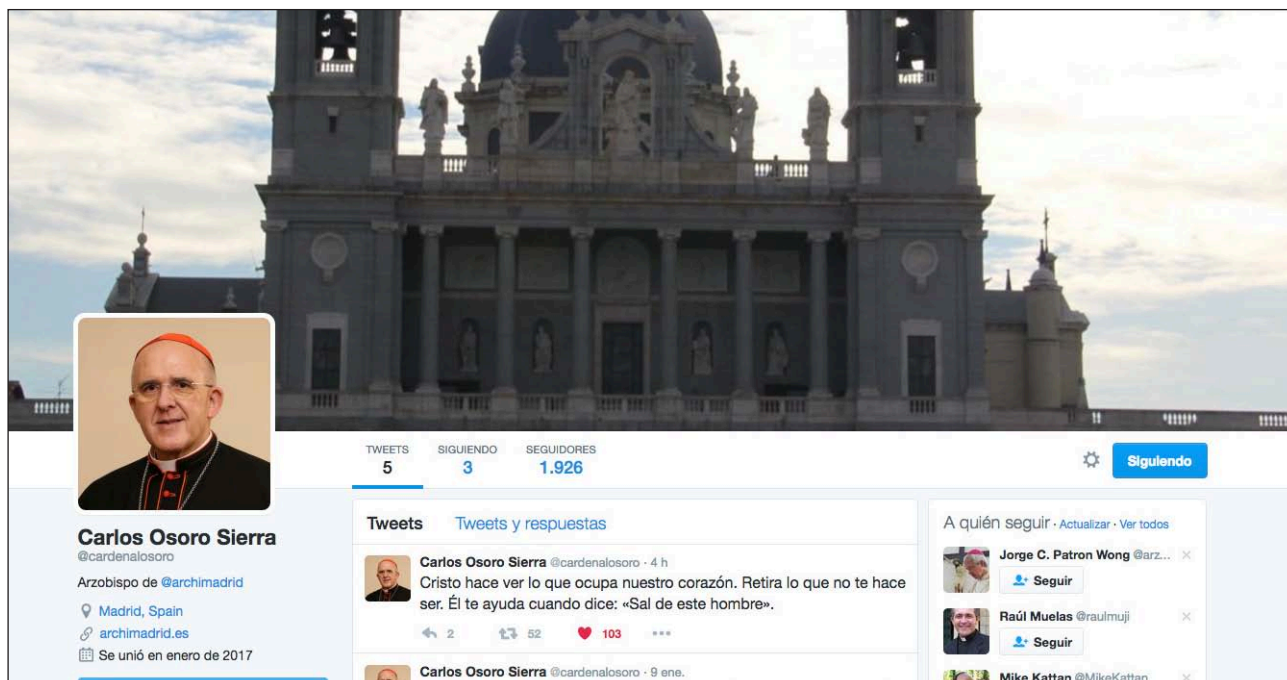 TWEETS
5
SIGUIENDO
3
SEGUIDORES
1.926
Siguiendo
Carlos Osoro Sierra
@cardenalosoro
Arzobispo de @archimadrid
Madrid, Spain
archimadrid.es
Se unió en enero de 2017
Tweets Tweets y respuestas
Carlos Osoro Sierra @cardenalosoro · 4 h
Cristo hace ver lo que ocupa nuestro corazón. Retira lo que no te hace
ser. Él te ayuda cuando dice: «Sal de este hombre».
2 52 103
Carlos Osoro Sierra @cardenalosoro · 9 ene.
A quién seguir · Actualizar · Ver todos
Jorge C. Patron Wong @arz...
Seguir
Raúl Muelas @raulmuji
Seguir
Mike Kattan @MikeKattan